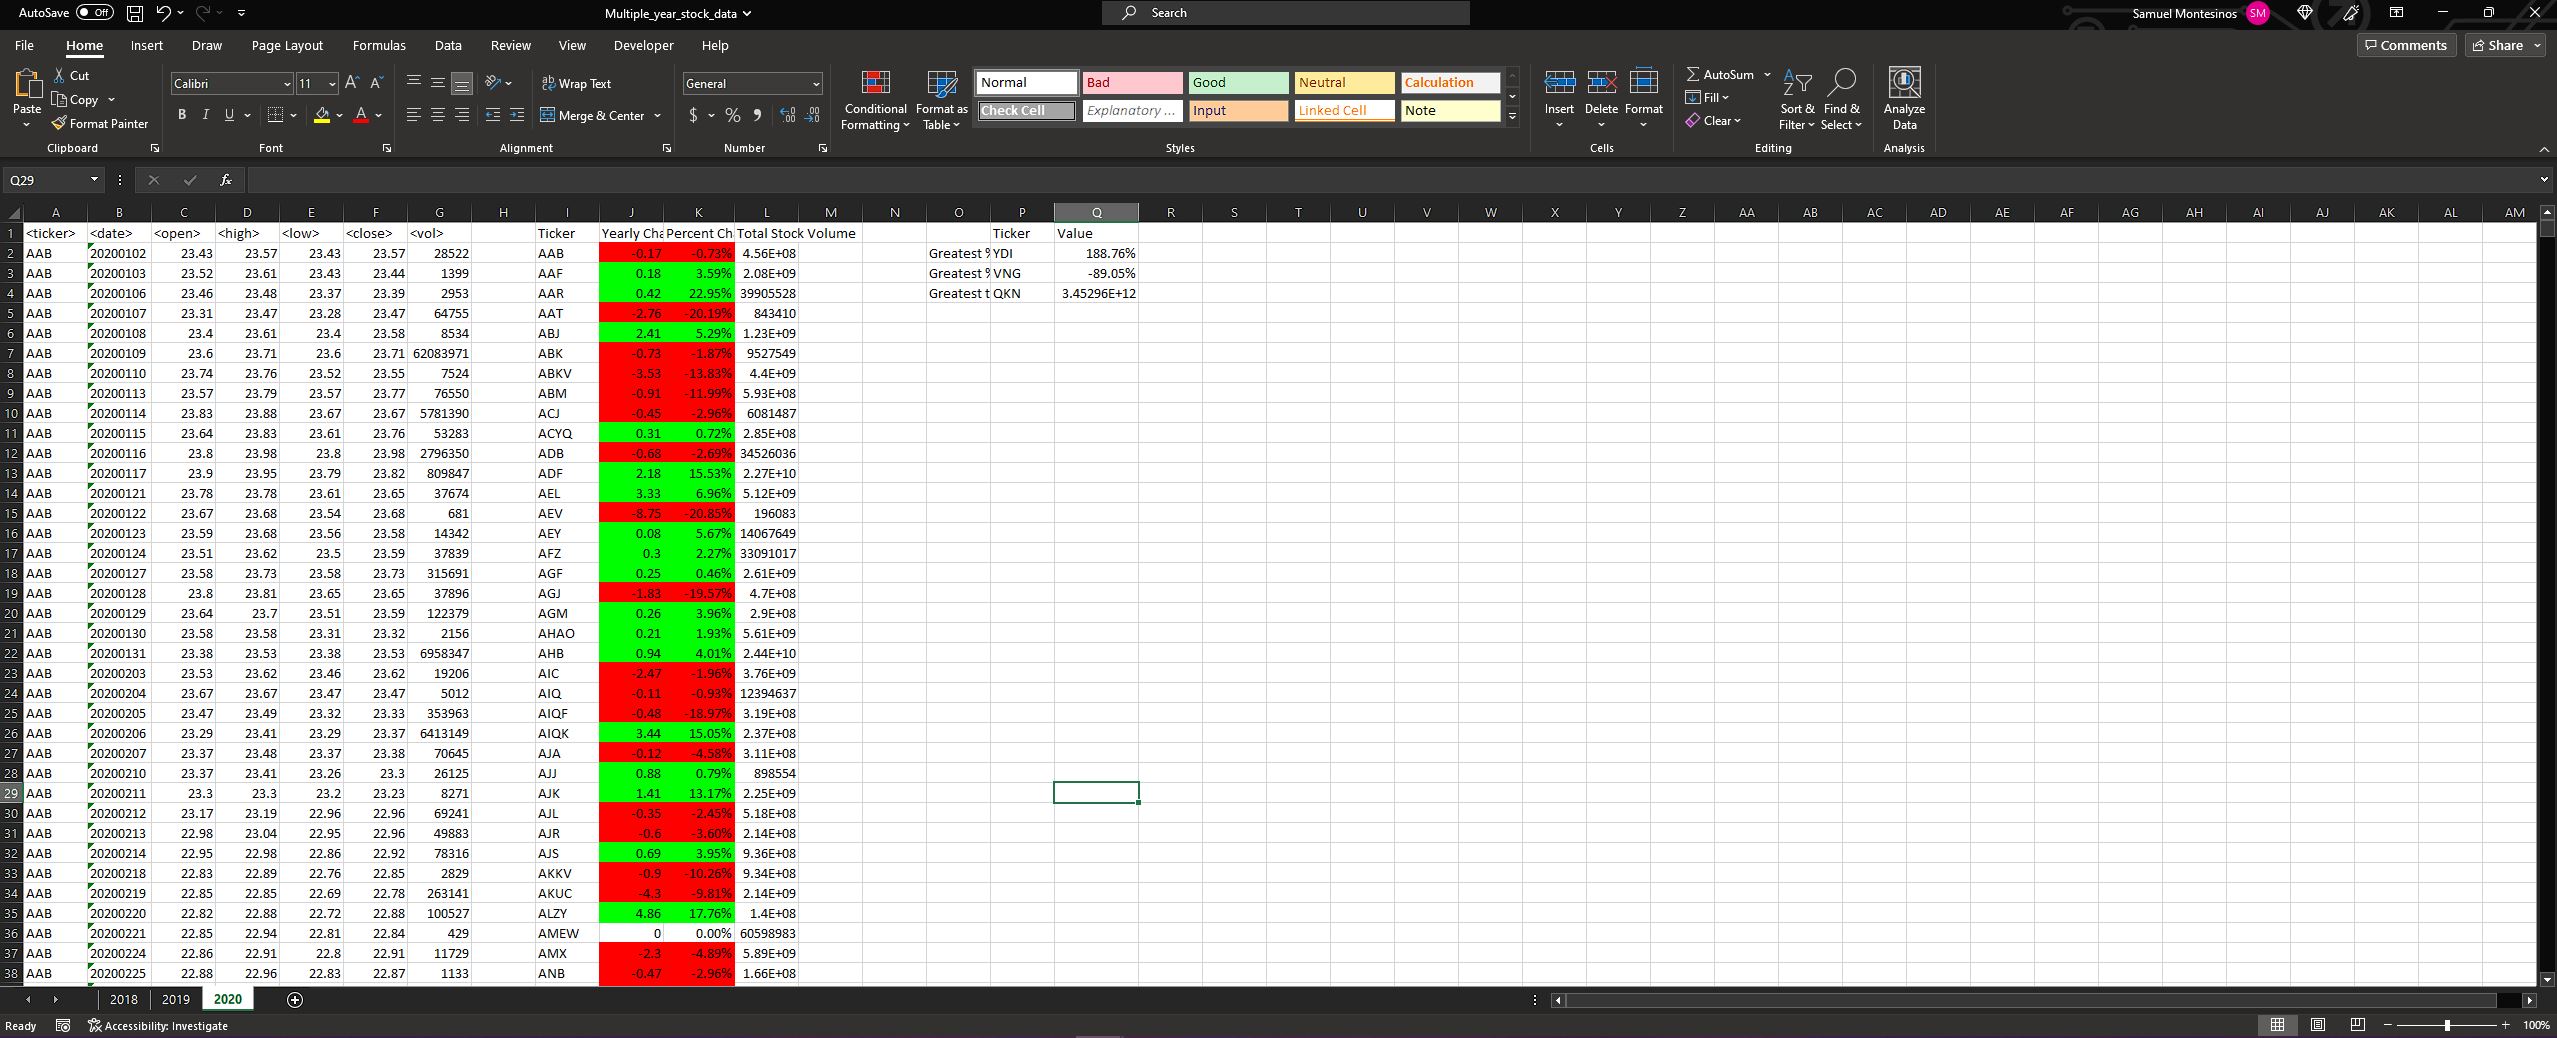 AutoSave Off Multiple_year_stock_data Search Samuel Montesinos SM
File Home Insert Draw Page Layout Formulas Data Review View Developer Help Comments Share
Cut Calibri 11 Wrap Text General Normal Bad Good Neutral Calculation AutoSum
Paste Copy Conditional Formatting Format as Table Insert Delete Format Fill Sort & Filter Find & Select Analyze Data
Format Painter B I U Merge & Center $ % Check Cell Explanatory ... Input Linked Cell Note Clear
Clipboard Font Alignment Number Styles Cells Editing Analysis
Q29 fx
A B C D E F G H I J K L M N O P Q R S T U V W X Y Z AA AB AC AD AE AF AG AH AI AJ AK AL AM
1 <ticker> <date> <open> <high> <low> <close> <vol> Ticker Yearly Cha Percent Ch Total Stock Volume Ticker Value
2 AAB 20200102 23.43 23.57 23.43 23.57 28522 AAB -0.17 -0.73% 4.56E+08 Greatest % YDI 188.76%
3 AAB 20200103 23.52 23.61 23.43 23.44 1399 AAF 0.18 3.59% 2.08E+09 Greatest % VNG -89.05%
4 AAB 20200106 23.46 23.48 23.37 23.39 2953 AAR 0.42 22.95% 39905528 Greatest t QKN 3.45296E+12
5 AAB 20200107 23.31 23.47 23.28 23.47 64755 AAT -2.76 -20.19% 843410
6 AAB 20200108 23.4 23.61 23.4 23.58 8534 ABJ 2.41 5.29% 1.23E+09
7 AAB 20200109 23.6 23.71 23.6 23.71 62083971 ABK -0.73 -1.87% 9527549
8 AAB 20200110 23.74 23.76 23.52 23.55 7524 ABKV -3.53 -13.83% 4.4E+09
9 AAB 20200113 23.57 23.79 23.57 23.77 76550 ABM -0.91 -11.99% 5.93E+08
10 AAB 20200114 23.83 23.88 23.67 23.67 5781390 ACJ -0.45 -2.96% 6081487
11 AAB 20200115 23.64 23.83 23.61 23.76 53283 ACYQ 0.31 0.72% 2.85E+08
12 AAB 20200116 23.8 23.98 23.8 23.98 2796350 ADB -0.68 -2.69% 34526036
13 AAB 20200117 23.9 23.95 23.79 23.82 809847 ADF 2.18 15.53% 2.27E+10
14 AAB 20200121 23.78 23.78 23.61 23.65 37674 AEL 3.33 6.96% 5.12E+09
15 AAB 20200122 23.67 23.68 23.54 23.68 681 AEV -8.75 -20.85% 196083
16 AAB 20200123 23.59 23.62 23.56 23.58 14342 AEY 0.08 5.67% 14067649
17 AAB 20200124 23.51 23.62 23.5 23.59 37839 AFZ 0.3 2.27% 33091017
18 AAB 20200127 23.58 23.73 23.58 23.73 315691 AGF 0.25 0.46% 2.61E+09
19 AAB 20200128 23.8 23.81 23.65 23.65 37896 AGJ -1.83 -19.57% 4.7E+08
20 AAB 20200129 23.64 23.7 23.51 23.59 122379 AGM 0.26 3.96% 2.9E+08
21 AAB 20200130 23.58 23.58 23.31 23.32 2156 AHAO 0.21 1.93% 5.61E+09
22 AAB 20200131 23.38 23.53 23.38 23.53 6958347 AHB 0.94 4.01% 2.44E+10
23 AAB 20200203 23.53 23.62 23.46 23.62 19206 AIC -2.47 -1.96% 3.76E+09
24 AAB 20200204 23.67 23.67 23.47 23.47 5012 AIQ -0.11 -0.93% 12394637
25 AAB 20200205 23.47 23.49 23.32 23.33 353963 AIQF -0.48 -18.97% 3.19E+08
26 AAB 20200206 23.29 23.41 23.29 23.37 6413149 AIQK 3.44 15.05% 2.37E+08
27 AAB 20200207 23.37 23.48 23.37 23.38 70645 AJA -0.12 -4.58% 3.11E+08
28 AAB 20200210 23.37 23.41 23.26 23.3 26125 AJJ 0.88 0.79% 898554
29 AAB 20200211 23.3 23.3 23.2 23.23 8271 AJK 1.41 13.17% 2.25E+09
30 AAB 20200212 23.17 23.19 22.96 22.96 69241 AJL -0.35 -2.45% 5.18E+08
31 AAB 20200213 22.98 23.04 22.95 22.96 49883 AJR -0.6 -3.60% 2.14E+08
32 AAB 20200214 22.95 22.98 22.86 22.92 78316 AJS 0.69 3.95% 9.36E+08
33 AAB 20200218 22.83 22.89 22.76 22.85 2829 AKKV -0.9 -10.26% 9.34E+08
34 AAB 20200219 22.85 22.85 22.69 22.78 263141 AKUC -4.3 -9.81% 2.14E+09
35 AAB 20200220 22.82 22.88 22.72 22.88 100527 ALZY 4.86 17.76% 1.4E+08
36 AAB 20200221 22.85 22.94 22.81 22.84 429 AMEW 0 0.00% 60598983
37 AAB 20200224 22.86 22.91 22.8 22.91 11729 AMX -2.3 -4.89% 5.89E+09
38 AAB 20200225 22.88 22.96 22.83 22.87 1133 ANB -0.47 -2.96% 1.66E+08
2018 2019 2020
Ready Accessibility: Investigate 100%